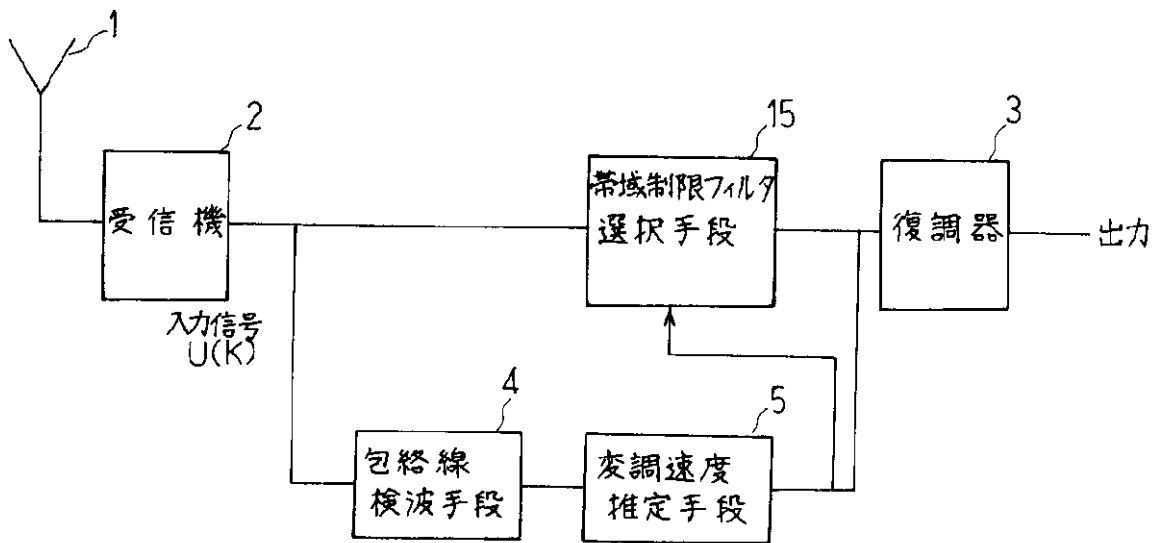 1
2
受信機
入力信号
U(K)
15
帯域制限フィルタ
選択手段
3
復調器
出力
4
包絡線
検波手段
5
変調速度
推定手段